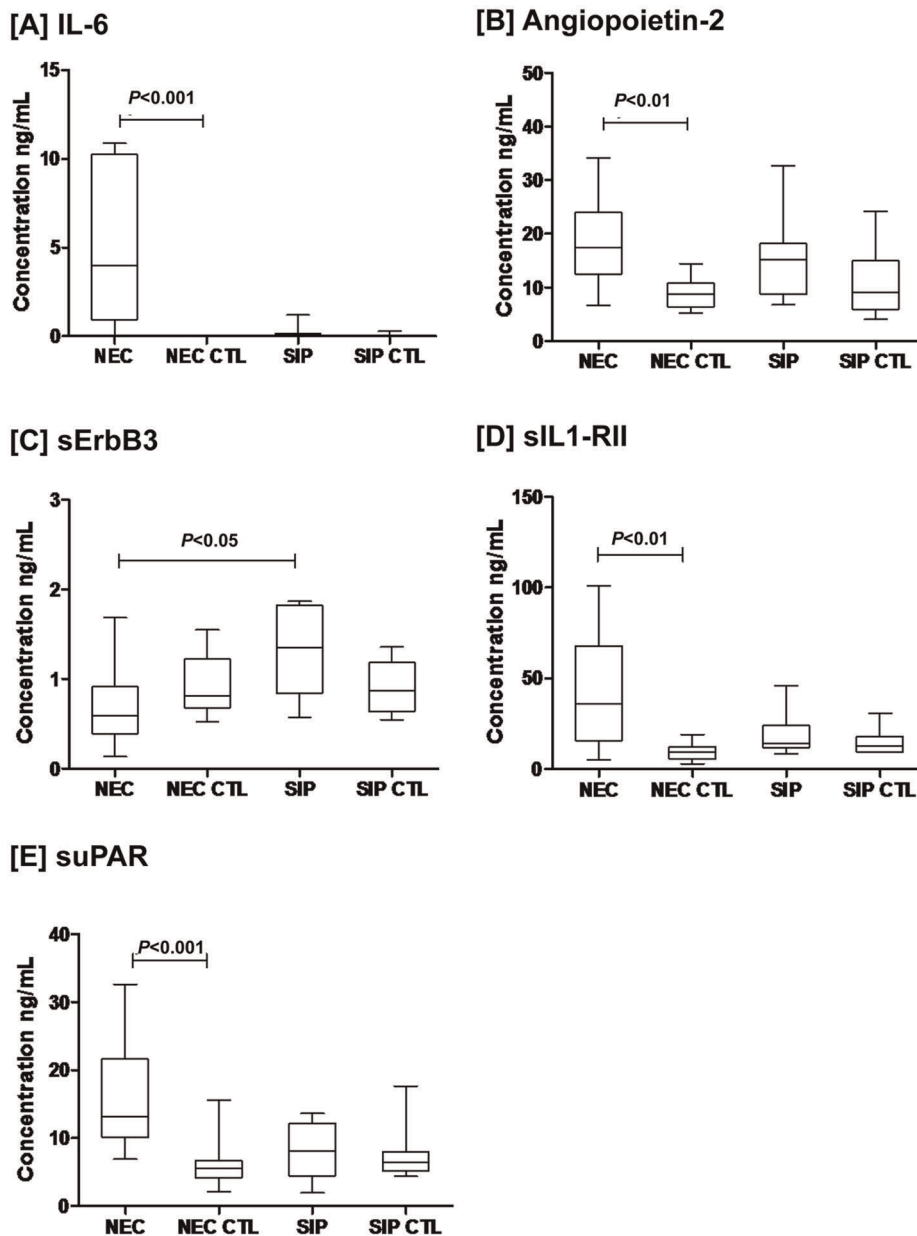 [A] IL-6
Concentration ng/mL
15
10
5
0
P<0.001
NEC NEC CTL SIP SIP CTL
[B] Angiopoietin-2
Concentration ng/mL
50
40
30
20
10
0
P<0.01
NEC NEC CTL SIP SIP CTL
[C] sErbB3
Concentration ng/mL
3
2
1
0
P<0.05
NEC NEC CTL SIP SIP CTL
[D] sIL1-RII
Concentration ng/mL
150
100
50
0
P<0.01
NEC NEC CTL SIP SIP CTL
[E] suPAR
Concentration ng/mL
40
30
20
10
0
P<0.001
NEC NEC CTL SIP SIP CTL